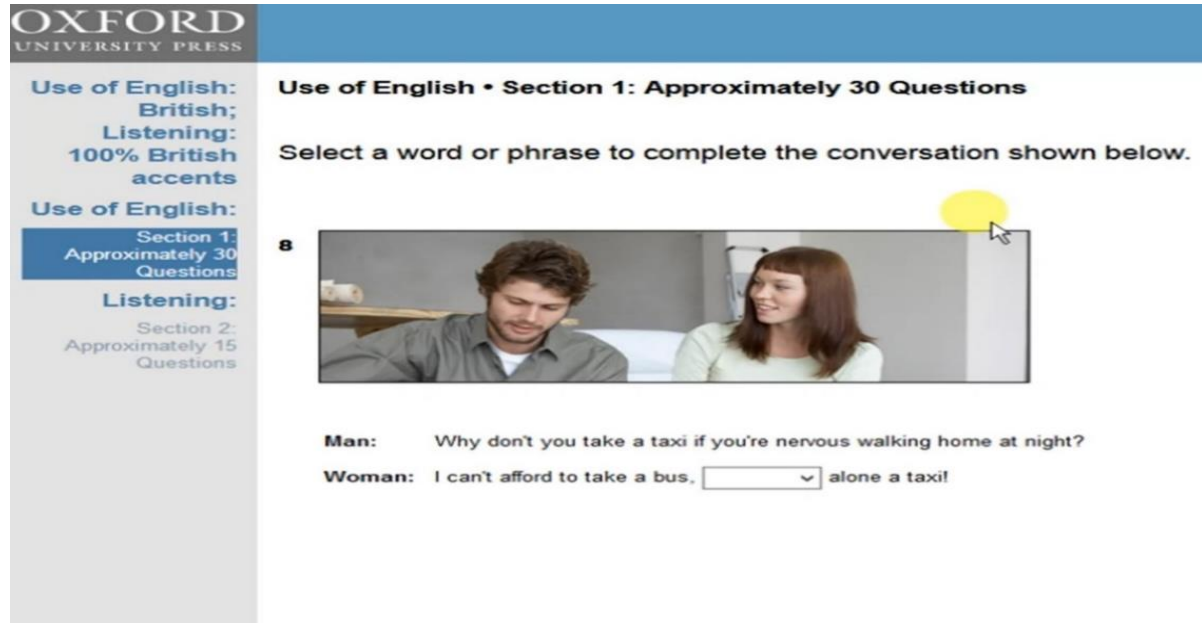 OXFORD
UNIVERSITY PRESS
Use of English:
British;
Listening:
100% British
accents
Use of English:
Section 1:
Approximately 30
Questions
Listening:
Section 2:
Approximately 15
Questions
Use of English • Section 1: Approximately 30 Questions
Select a word or phrase to complete the conversation shown below.
8
Man: Why don't you take a taxi if you're nervous walking home at night?
Woman: I can't afford to take a bus, alone a taxi!